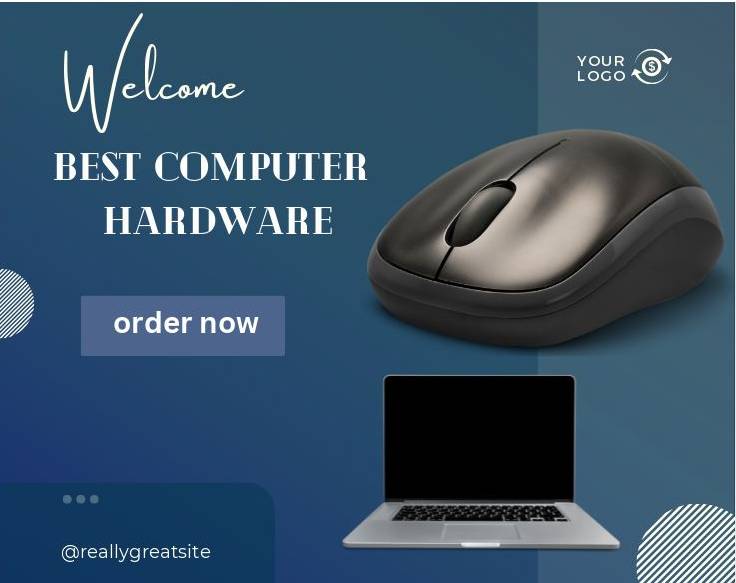 Welcome
YOUR
LOGO
$
BEST COMPUTER
HARDWARE
order now
@reallygreatsite